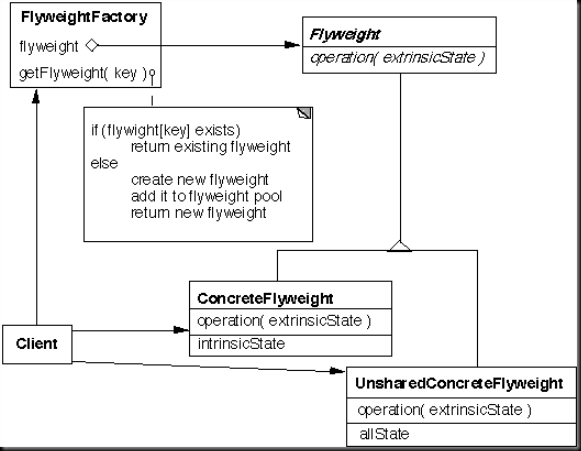 FlyweightFactory
flyweight
getFlyweight( key )
Flyweight
operation( extrinsicState )
if (flywight[key] exists)
return existing flyweight
else
create new flyweight
add it to flyweight pool
return new flyweight
ConcreteFlyweight
operation( extrinsicState )
intrinsicState
Client
UnsharedConcreteFlyweight
operation( extrinsicState )
allState